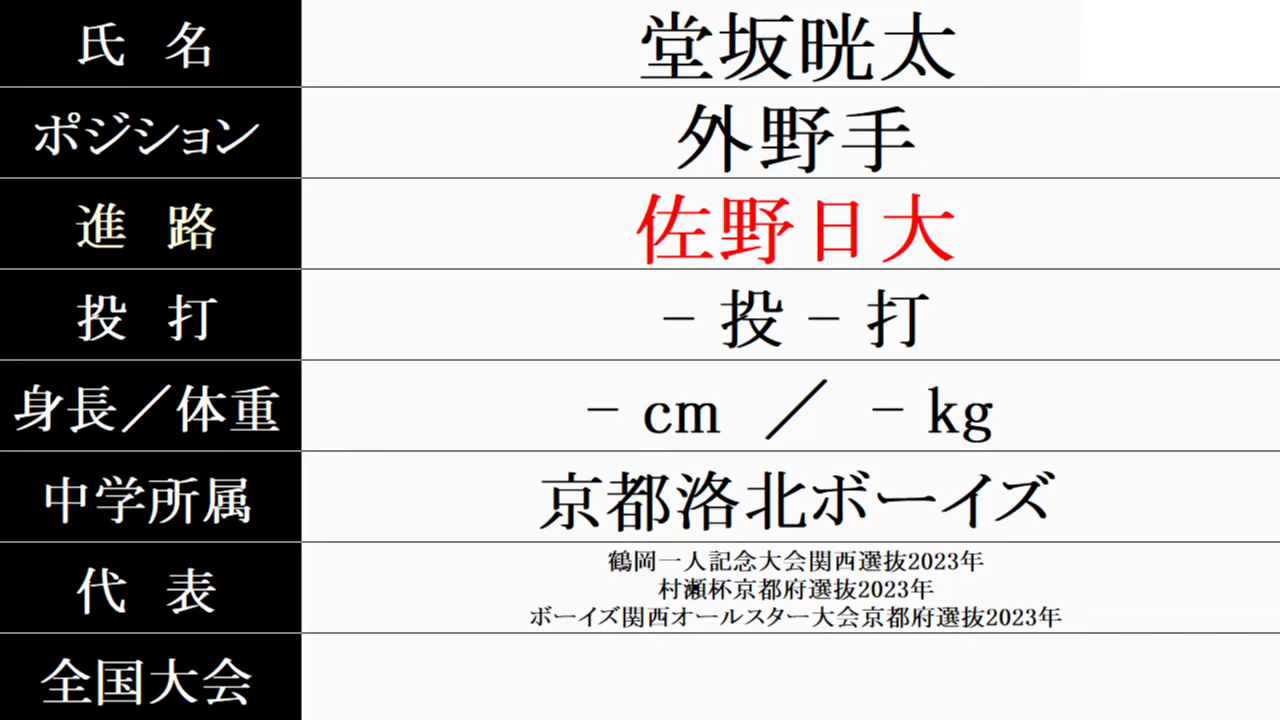 氏 名 堂坂晄太
ポジション 外野手
進 路 佐野日大
投 打 － 投 － 打
身長／体重 － cm ／ － kg
中学所属 京都洛北ボーイズ
代 表 鶴岡一人記念大会関西選抜2023年
村瀬杯京都府選抜2023年
ボーイズ関西オールスター大会京都府選抜2023年
全国大会